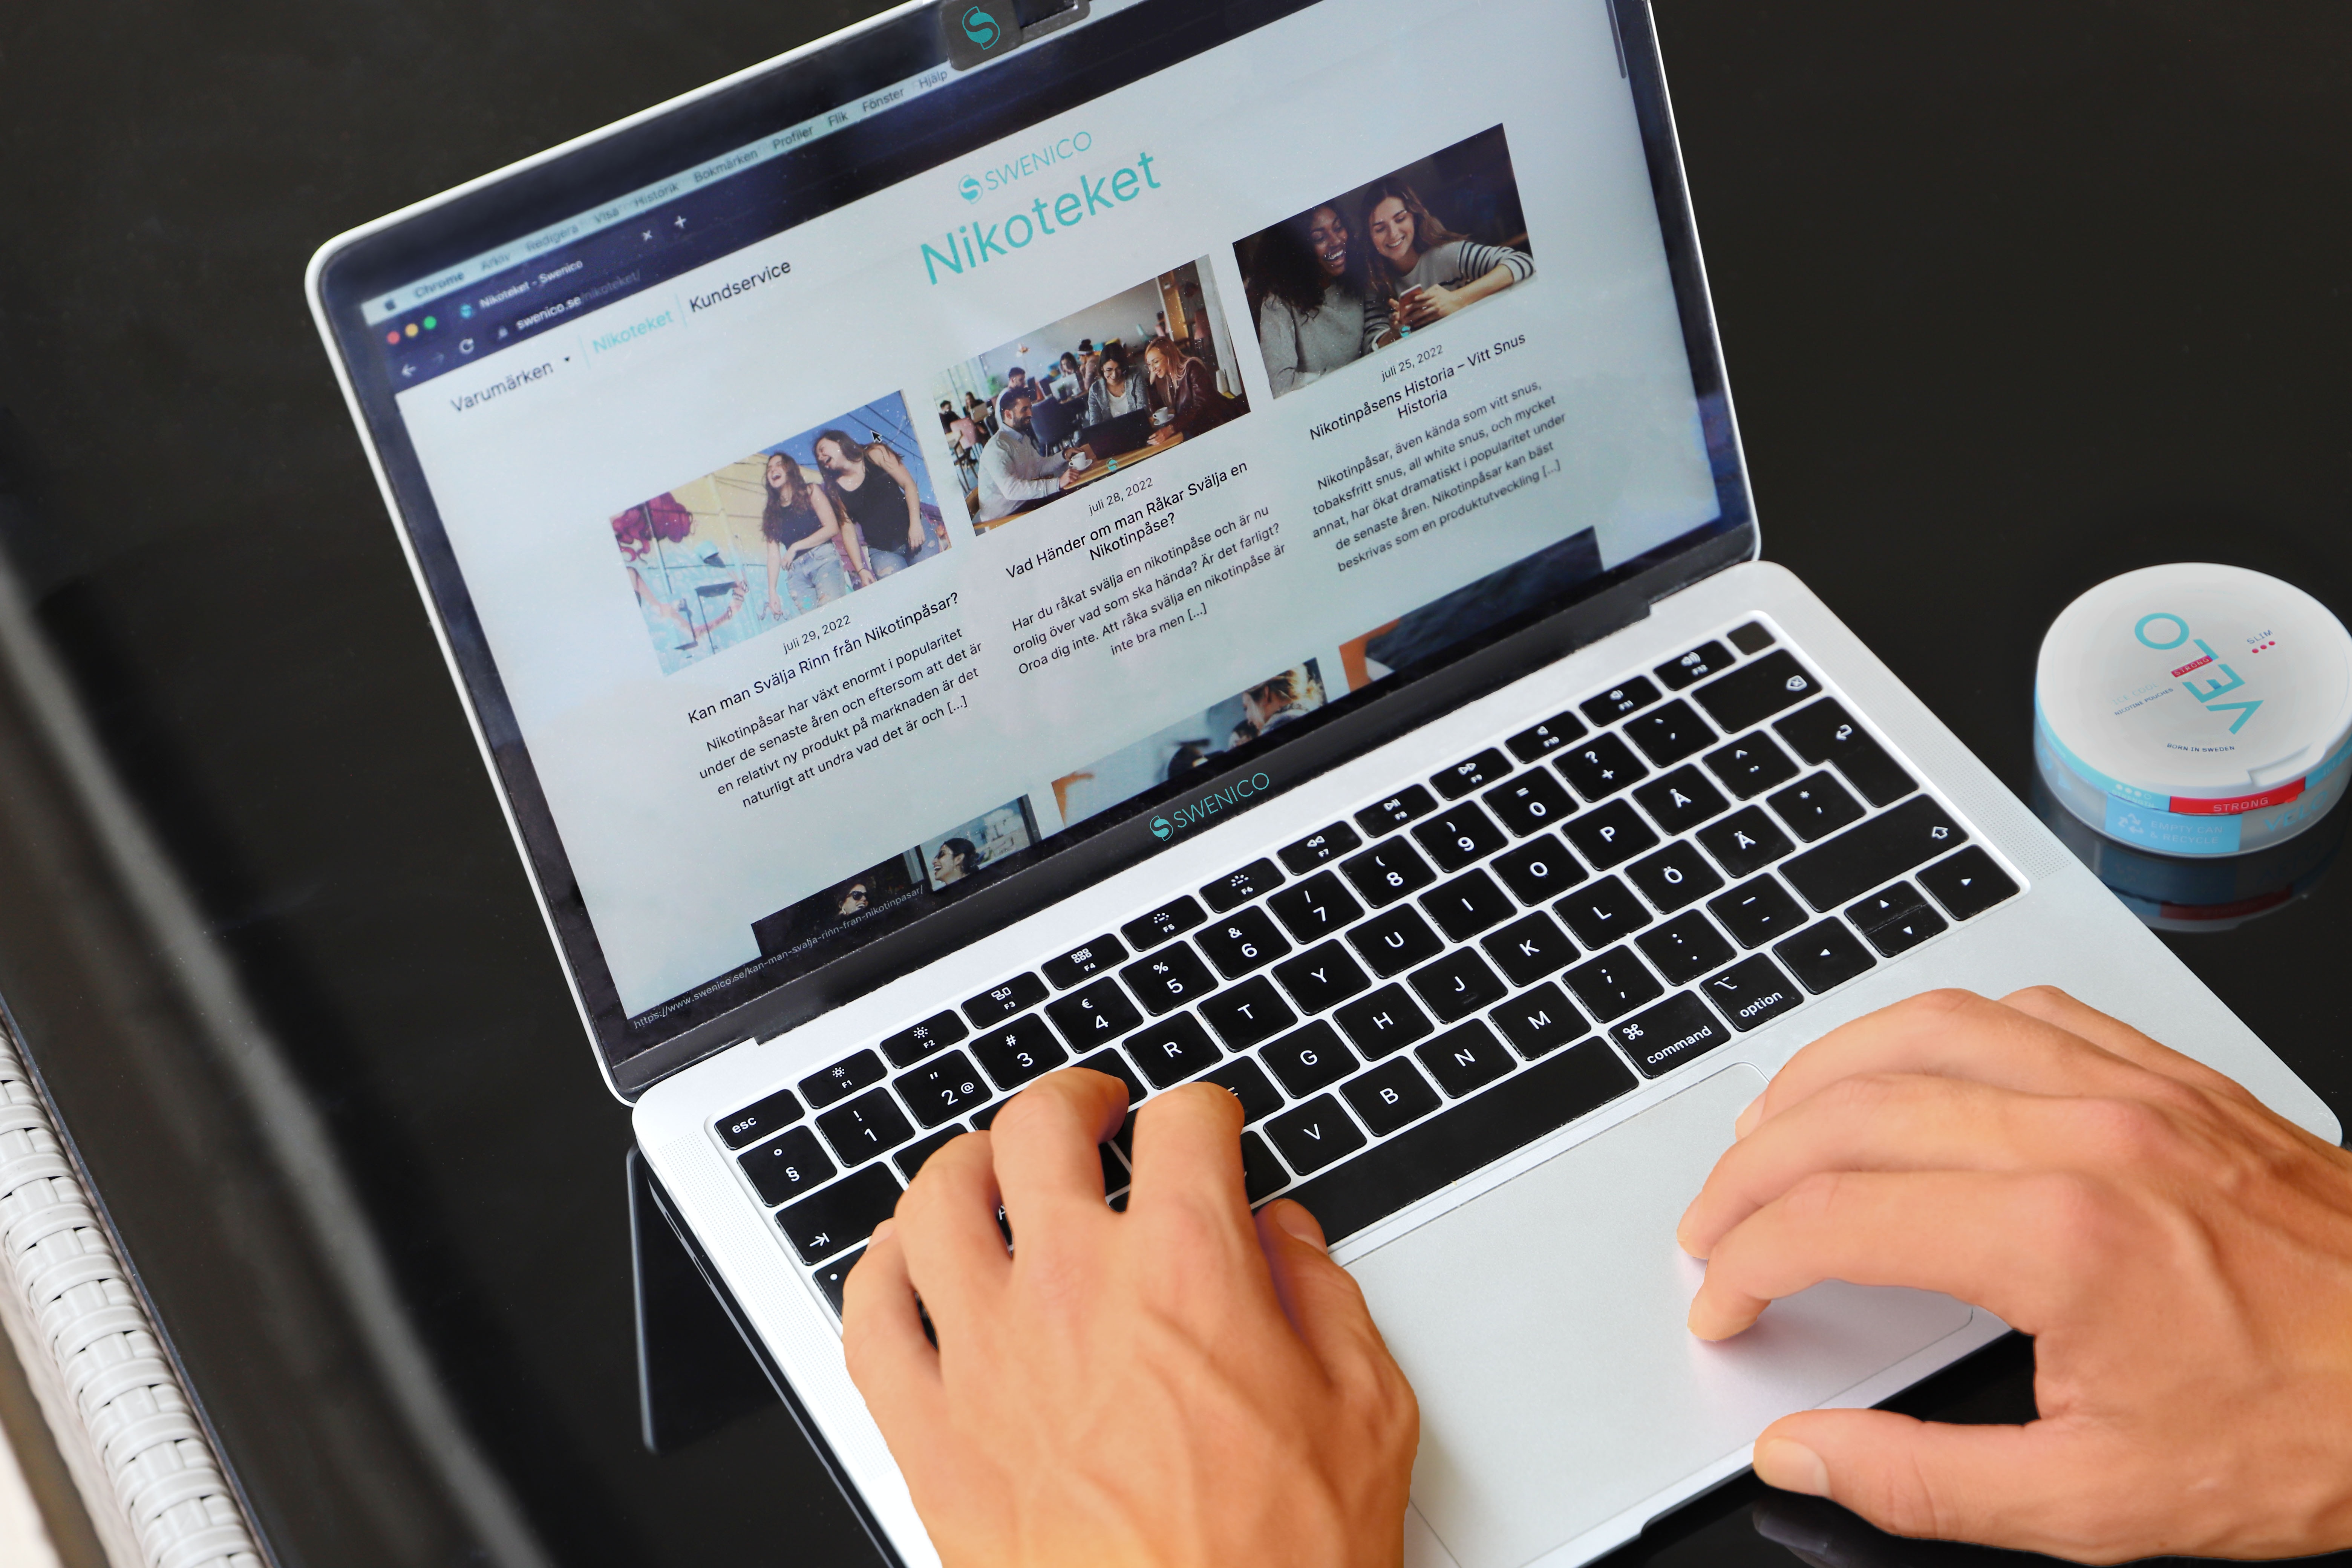 Chrome Arkiv Redigera Visa Historik Bokmärken Profiler Flik Fönster Hjälp
Nikoteket - Swenico
swenico.se/nikoteket/
Varumärken Nikoteket Kundservice
SWENICO
Nikoteket
juli 29, 2022
Kan man Svälja Rinn från Nikotinpåsar?
Nikotinpåsar har växt enormt i popularitet
under de senaste åren och eftersom att det är
en relativt ny produkt på marknaden är det
naturligt att undra vad det är och [...]
juli 28, 2022
Vad Händer om man Råkar Svälja en
Nikotinpåse?
Har du råkat svälja en nikotinpåse och är nu
orolig över vad som ska hända? Är det farligt?
Oroa dig inte. Att råka svälja en nikotinpåse är
inte bra men [...]
juli 25, 2022
Nikotinpåsens Historia – Vitt Snus
Historia
Nikotinpåsar, även kända som vitt snus,
tobaksfritt snus, all white snus, och mycket
annat, har ökat dramatiskt i popularitet under
de senaste åren. Nikotinpåsar kan bäst
beskrivas som en produktutveckling [...]
https://www.swenico.se/kan-man-svalja-rinn-fran-nikotinpasar/
SWENICO
esc F1 F2 F3 F4 F5 F6 F7 F8 F9 F10 F11 F12
° § ! 1 " 2 @ # 3 € 4 % 5 & 6 / 7 ( 8 ) 9 = 0 ? +
R T Y U I O P Å ^ ¨
G H J K L Ö Ä * '
V B N M ; , : . _ -
command option
VELO
STRONG
SLIM
NICOTINE POUCHES
BORN IN SWEDEN
STRONG
EMPTY CAN
& RECYCLE